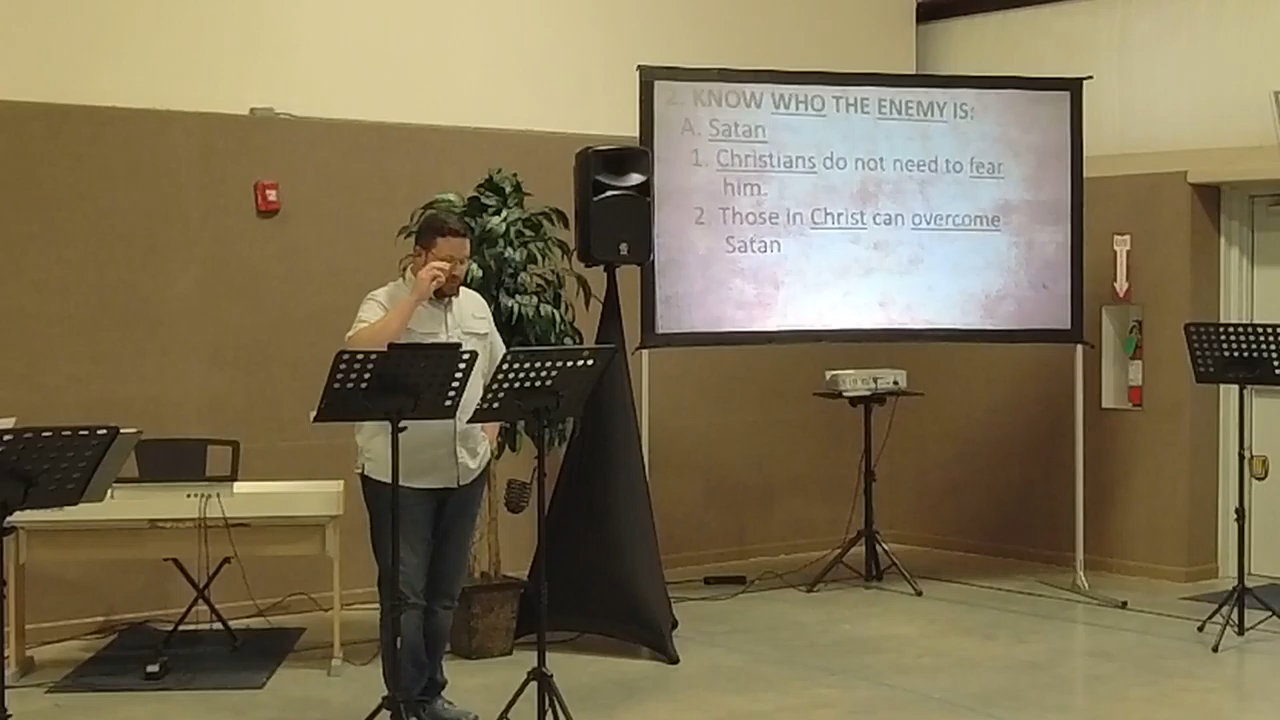 2. KNOW WHO THE ENEMY IS:
A. Satan
1. Christians do not need to fear
him.
2. Those in Christ can overcome
Satan